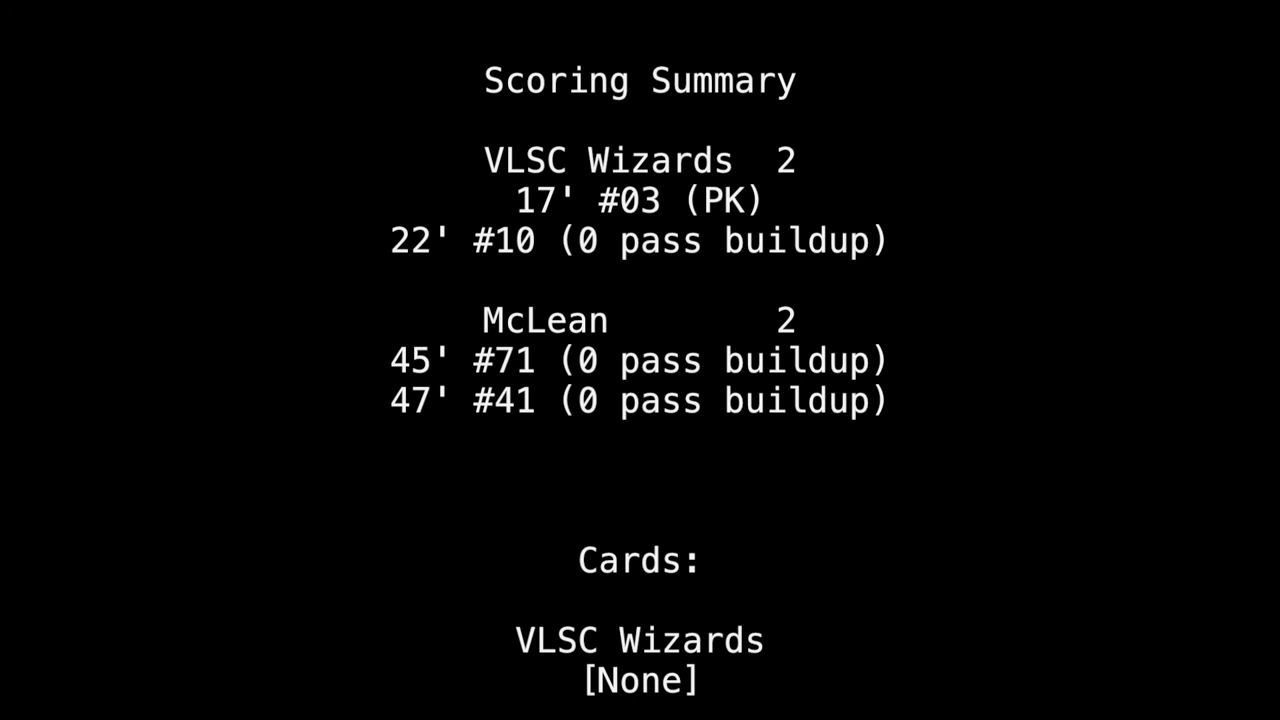 Scoring Summary
VLSC Wizards 2
17' #03 (PK)
22' #10 (0 pass buildup)
McLean 2
45' #71 (0 pass buildup)
47' #41 (0 pass buildup)
Cards:
VLSC Wizards
[None]